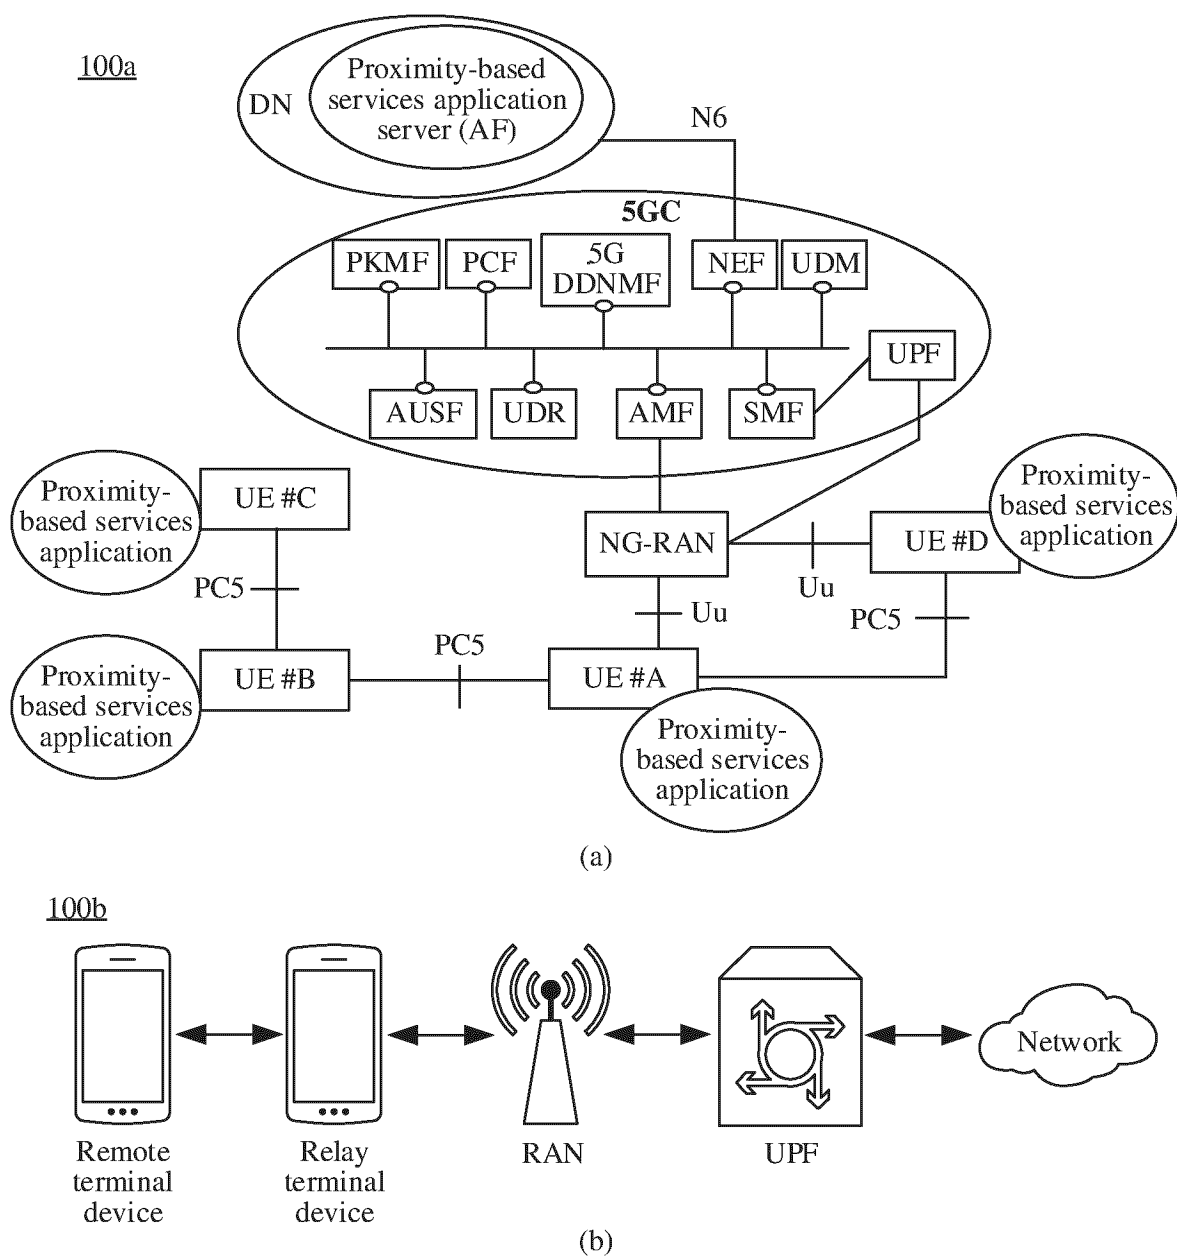 100a
DN
Proximity-based
services application
server (AF)
N6
5GC
PKMF
PCF
5G
DDNMF
NEF
UDM
UPF
AUSF
UDR
AMF
SMF
Proximity-
based services
application
UE #C
NG-RAN
UE #D
Proximity-
based services
application
PC5
Uu
Uu
PC5
Proximity-
based services
application
UE #B
PC5
UE #A
Proximity-
based services
application
(a)
100b
Network
Remote
terminal
device
Relay
terminal
device
RAN
UPF
(b)